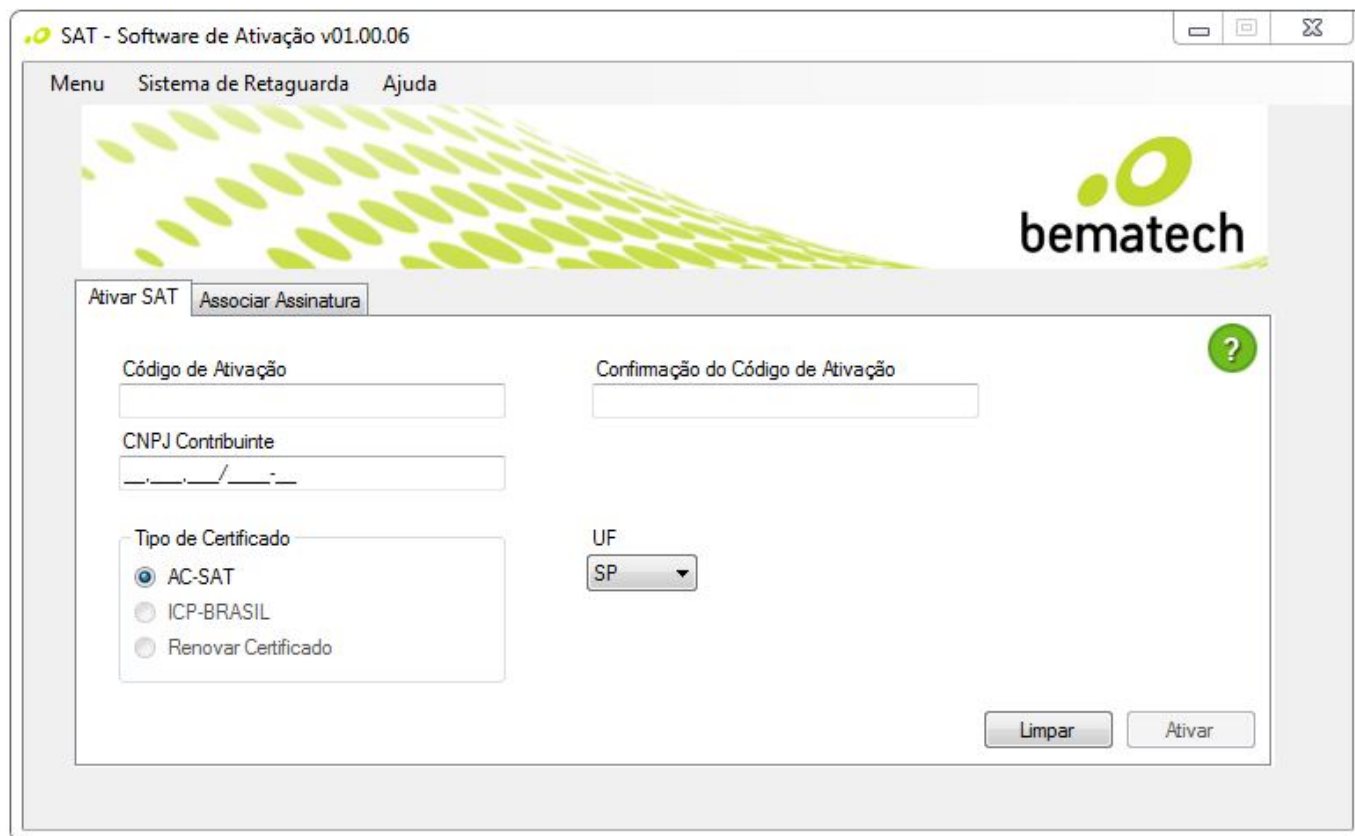 SAT - Software de Ativação v01.00.06
Menu Sistema de Retaguarda Ajuda
bematech
Ativar SAT Associar Assinatura
?
Código de Ativação Confirmação do Código de Ativação
CNPJ Contribuinte
__.___.___/____-__
Tipo de Certificado UF
AC-SAT SP
ICP-BRASIL
Renovar Certificado
Limpar Ativar